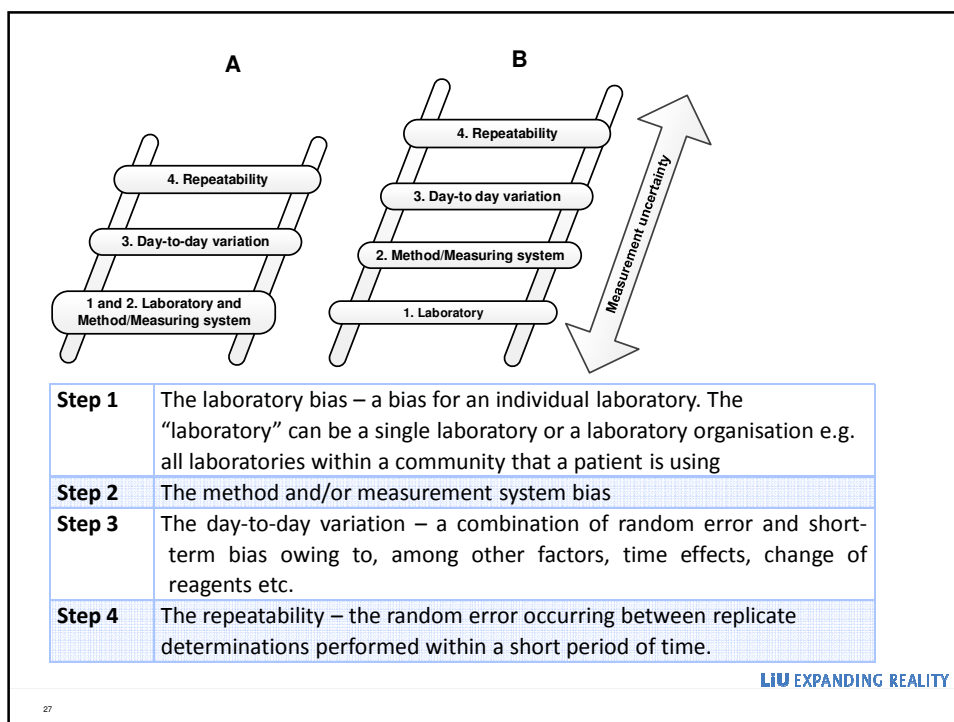 A
B
4. Repeatability
3. Day-to-day variation
1 and 2. Laboratory and
Method/Measuring system
4. Repeatability
3. Day-to day variation
2. Method/Measuring system
1. Laboratory
Measurement uncertainty
Step 1
The laboratory bias – a bias for an individual laboratory. The
“laboratory” can be a single laboratory or a laboratory organisation e.g.
all laboratories within a community that a patient is using
Step 2
The method and/or measurement system bias
Step 3
The day-to-day variation – a combination of random error and short-
term bias owing to, among other factors, time effects, change of
reagents etc.
Step 4
The repeatability – the random error occurring between replicate
determinations performed within a short period of time.
LiU EXPANDING REALITY
27